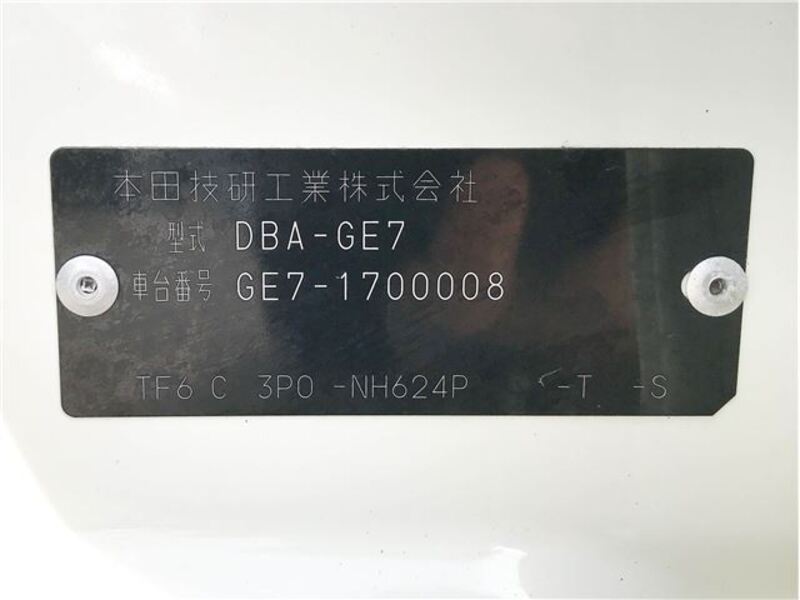 本田技研工業株式会社
型式 DBA-GE7
車台番号 GE7-1700008
TF6 C 3P0 -NH624P -T -S